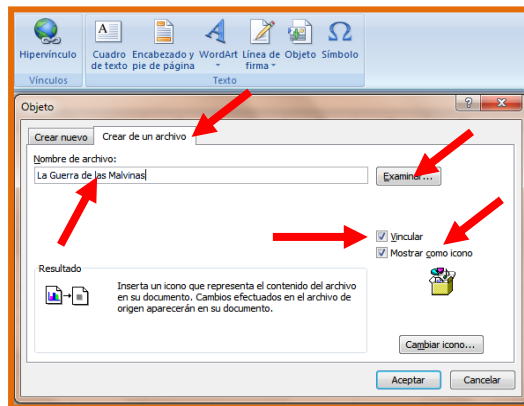 Hipervínculo Cuadro de texto Encabezado y pie de página WordArt Línea de firma Objeto Símbolo
Vínculos Texto
Objeto
Crear nuevo Crear de un archivo
Nombre de archivo:
La Guerra de las Malvinas
Examinar...
Vincular
Mostrar como icono
Resultado
Inserta un icono que representa el contenido del archivo
en su documento. Cambios efectuados en el archivo de
origen aparecerán en su documento.
Cambiar icono...
Aceptar Cancelar